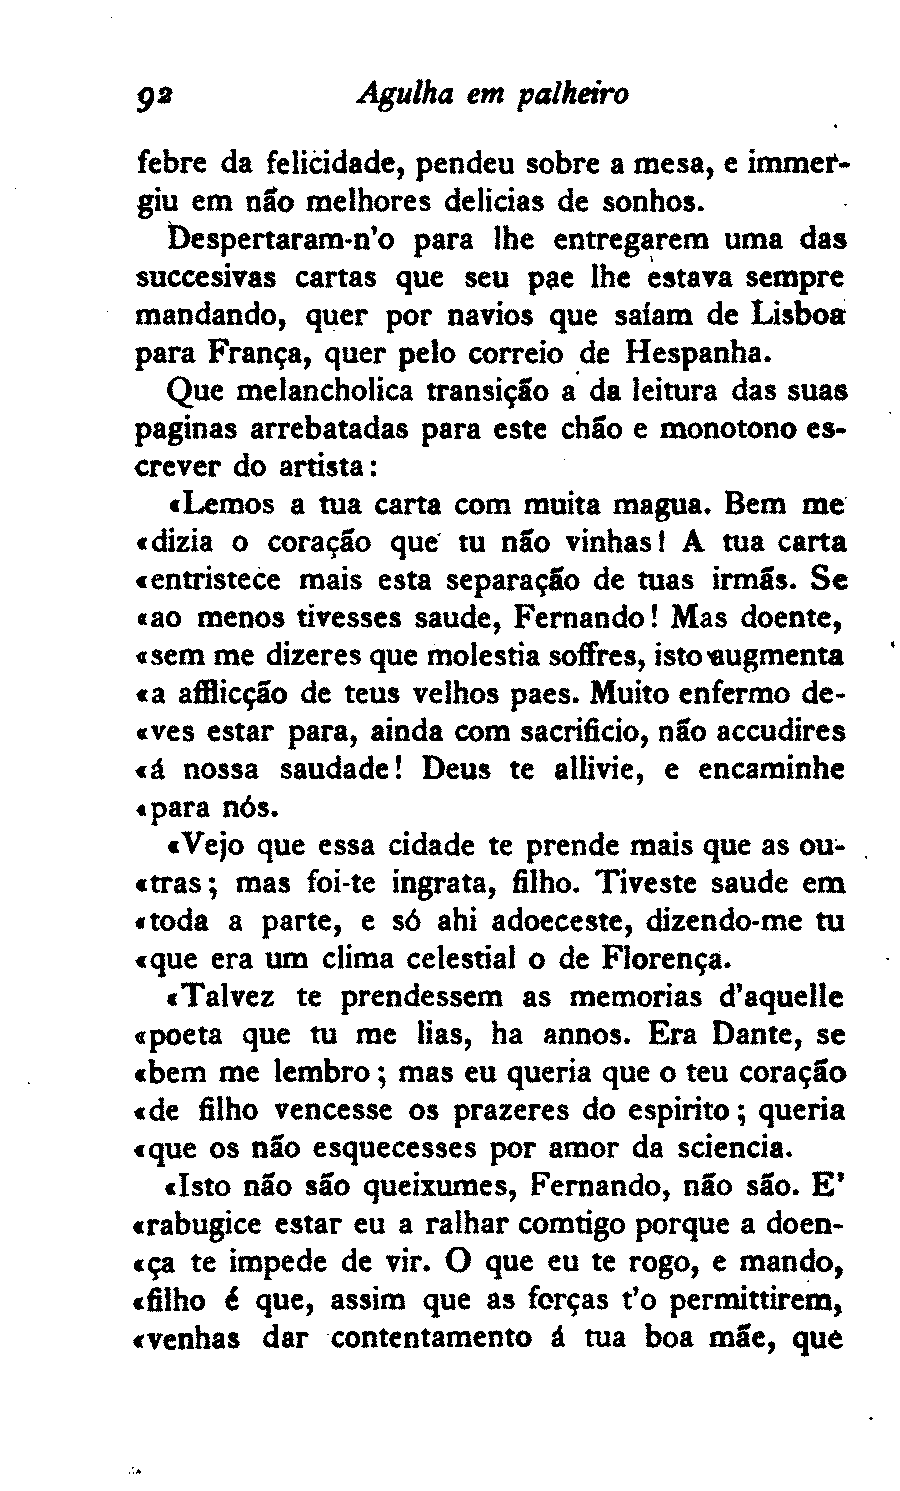 92 Agulha em palheiro
febre da felicidade, pendeu sobre a mesa, e immer-
giu em não melhores delicias de sonhos.
Despertaram-n'o para lhe entregarem uma das
succesivas cartas que seu pae lhe estava sempre
mandando, quer por navios que saíam de Lisboa
para França, quer pelo correio de Hespanha.
Que melancholica transição a da leitura das suas
paginas arrebatadas para este chão e monotono es-
crever do artista:
«Lemos a tua carta com muita magua. Bem me
«dizia o coração que tu não vinhas! A tua carta
«entristece mais esta separação de tuas irmãs. Se
«ao menos tivesses saude, Fernando! Mas doente,
«sem me dizeres que molestia soffres, isto augmenta
«a afflicção de teus velhos paes. Muito enfermo de-
«ves estar para, ainda com sacrificio, não accudires
«á nossa saudade! Deus te allivie, e encaminhe
«para nós.
«Vejo que essa cidade te prende mais que as ou-
«tras; mas foi-te ingrata, filho. Tiveste saude em
«toda a parte, e só ahi adoeceste, dizendo-me tu
«que era um clima celestial o de Florença.
«Talvez te prendessem as memorias d'aquelle
«poeta que tu me lias, ha annos. Era Dante, se
«bem me lembro; mas eu queria que o teu coração
«de filho vencesse os prazeres do espirito; queria
«que os não esquecesses por amor da sciencia.
«Isto não são queixumes, Fernando, não são. E'
«rabugice estar eu a ralhar comtigo porque a doen-
«ça te impede de vir. O que eu te rogo, e mando,
«filho é que, assim que as forças t'o permittirem,
«venhas dar contentamento á tua boa mãe, que